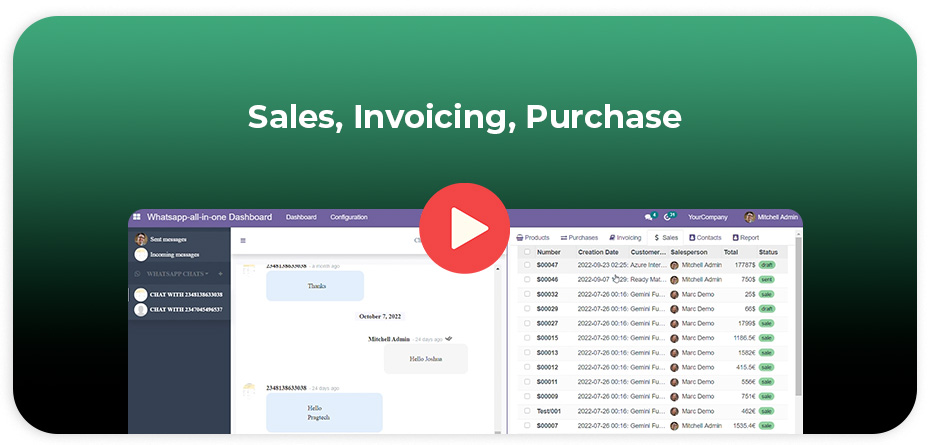 Sales, Invoicing, Purchase
Whatsapp-all-in-one Dashboard Dashboard Configuration YourCompany Mitchell Admin
Sent messages
Incoming messages
WHATSAPP CHATS
CHAT WITH 2348138633038
CHAT WITH 2347045496537
2348138633038 - a month ago
Thanks
October 7, 2022
Mitchell Admin - 24 days ago
Hello Joshua
2348138633038 - 24 days ago
Hello
Pragtech
Products Purchases Invoicing $ Sales Contacts Report
Number Creation Date Customer... Salesperson Total Status
S00047 2022-09-23 02:25: Azure Inter... Mitchell Admin 17787$ draft
S00046 2022-09-07 Ready Mat... Mitchell Admin 750$ sent
S00032 2022-07-26 00:16: Gemini Fu... Marc Demo 25$ sale
S00029 2022-07-26 00:16: Gemini Fu... Marc Demo 66$ draft
S00027 2022-07-26 00:16: Gemini Fu... Marc Demo 1799$ sale
S00015 2022-07-26 00:16: Gemini Fu... Marc Demo 1186.5€ sale
S00013 2022-07-26 00:16: Gemini Fu... Marc Demo 1582€ sale
S00012 2022-07-26 00:16: Gemini Fu... Marc Demo 415.5€ sale
S00011 2022-07-26 00:16: Gemini Fu... Marc Demo 556€ sale
S00009 2022-07-26 00:16: Gemini Fu... Marc Demo 751€ sale
Test/001 2022-07-26 00:16: Gemini Fu... Marc Demo 462€ sale
S00007 2022-07-26 00:16: Gemini Fu... Mitchell Admin 1535.4€ sale